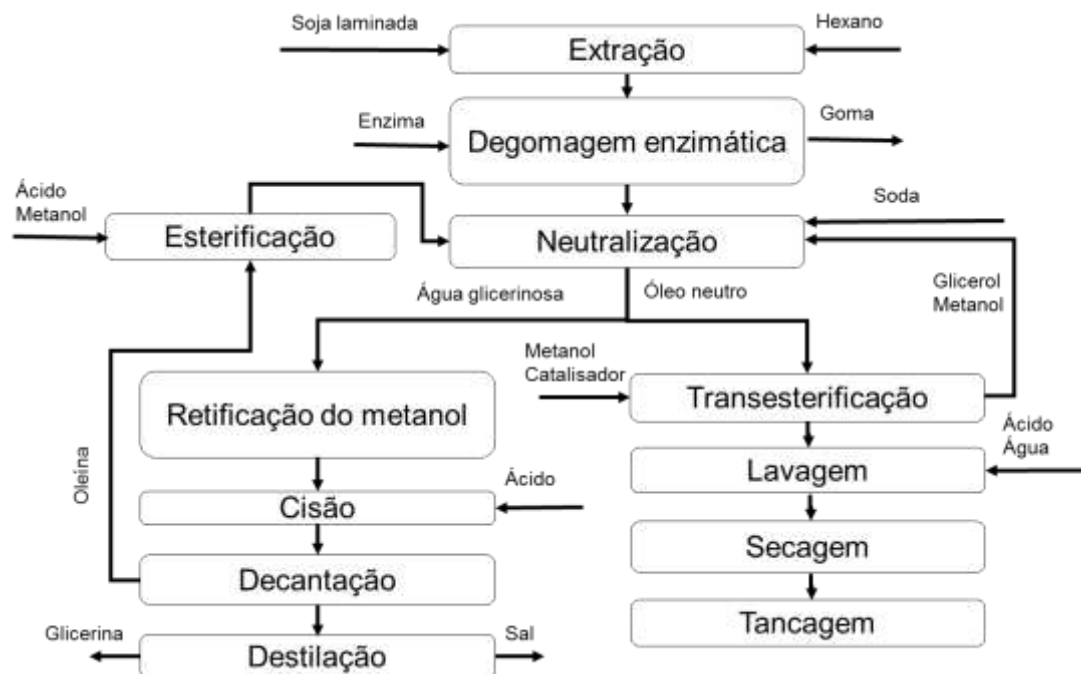 Soja laminada
Hexano
Extração
Enzima
Goma
Degomagem enzimática
Ácido
Metanol
Soda
Esterificação
Neutralização
Glicerol
Metanol
Água glicerinosa
Óleo neutro
Metanol
Catalisador
Retificação do metanol
Transesterificação
Ácido
Água
Oleína
Lavagem
Ácido
Cisão
Secagem
Decantação
Tancagem
Glicerina
Sal
Destilação